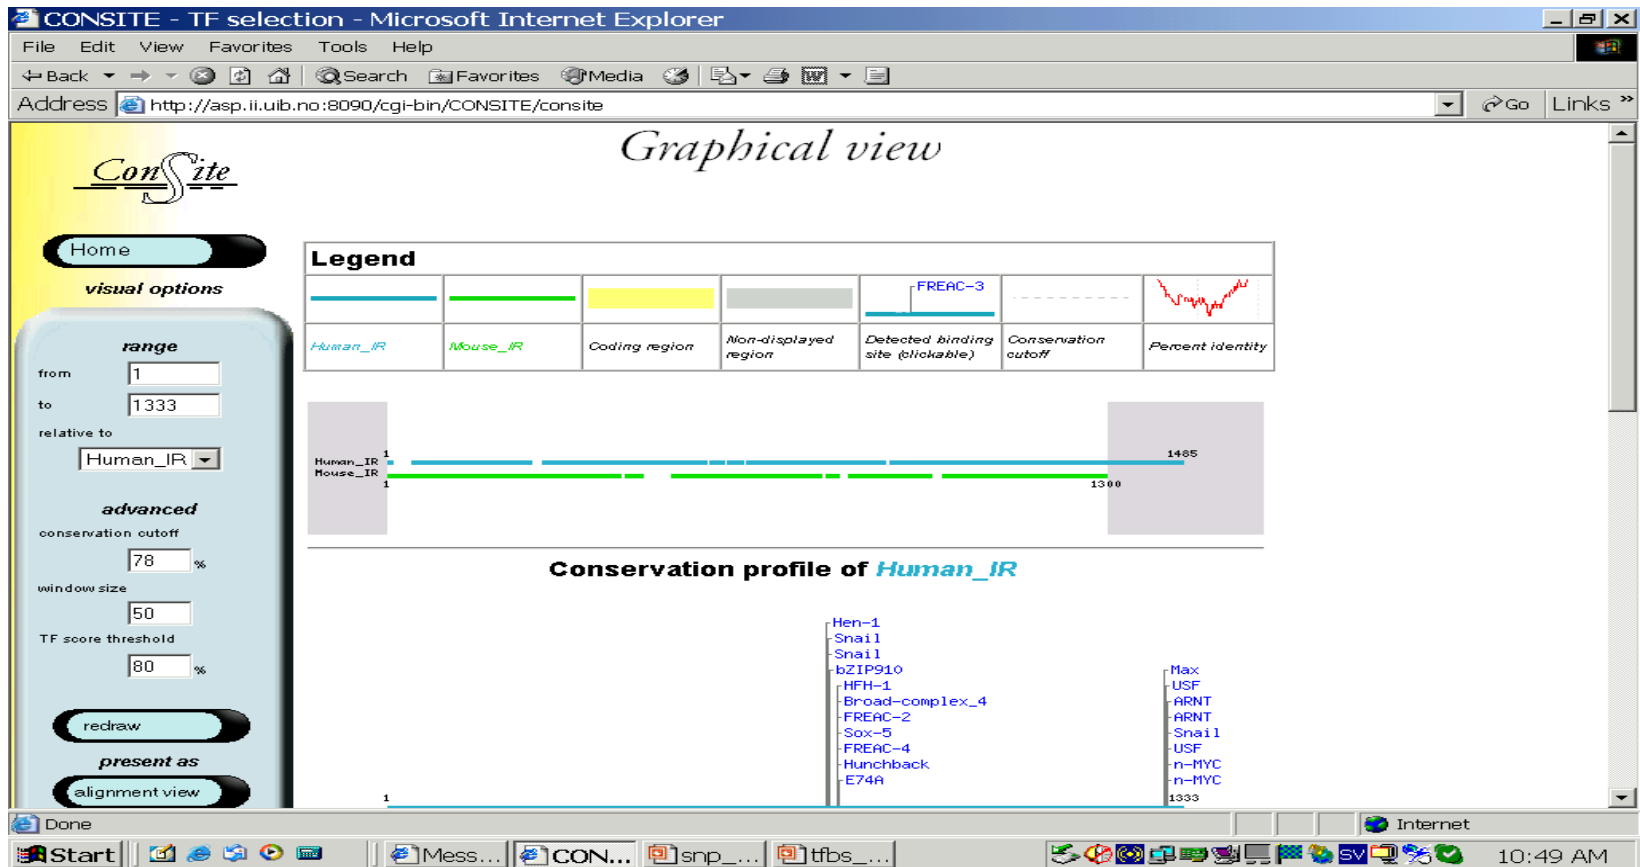 CONSITE - TF selection - Microsoft Internet Explorer
File Edit View Favorites Tools Help
Back Search Favorites Media
Address http://asp.ii.uib.no:8090/cgi-bin/CONSITE/consite Go Links »
ConSite
Graphical view
Home
visual options
range
from 1
to 1333
relative to
Human_IR
advanced
conservation cutoff
78 %
window size
50
TF score threshold
80 %
redraw
present as
alignment view
Legend
FREAC-3
Human_IR Mouse_IR Coding region Non-displayed region Detected binding site (clickable) Conservation cutoff Percent identity
Human_IR 1 1485
Mouse_IR 1 1300
Conservation profile of Human_IR
Hen-1
Snail
Snail
bZIP910
HFH-1
Broad-complex_4
FREAC-2
Sox-5
FREAC-4
Hunchback
E74A
Max
USF
ARNT
ARNT
Snail
USF
n-MYC
n-MYC
1 1333
Done Internet
Start Mess... CON... snp_... tfbs_... SV 10:49 AM